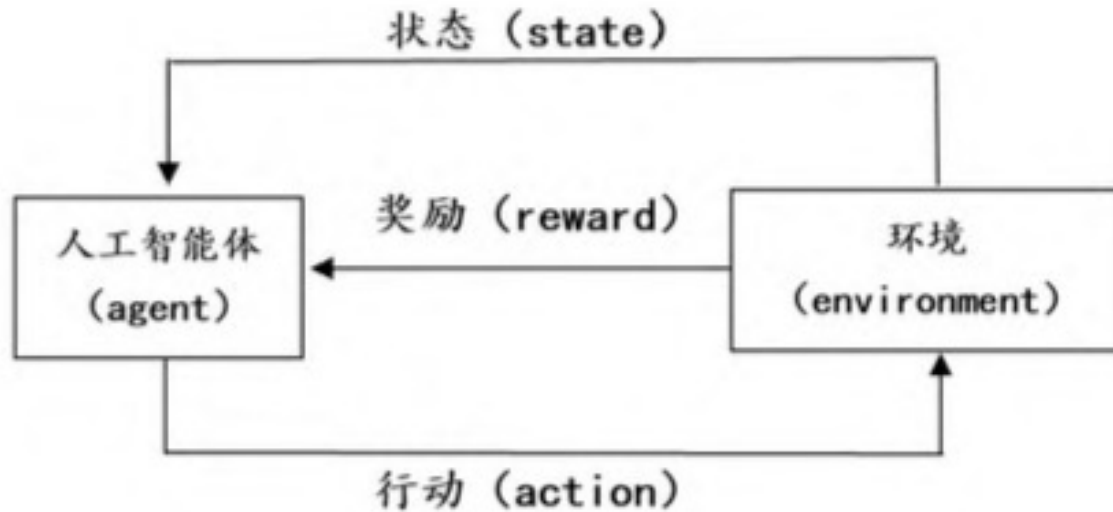 状态（state）
奖励（reward）
人工智能体
（agent）
环境
（environment）
行动（action）